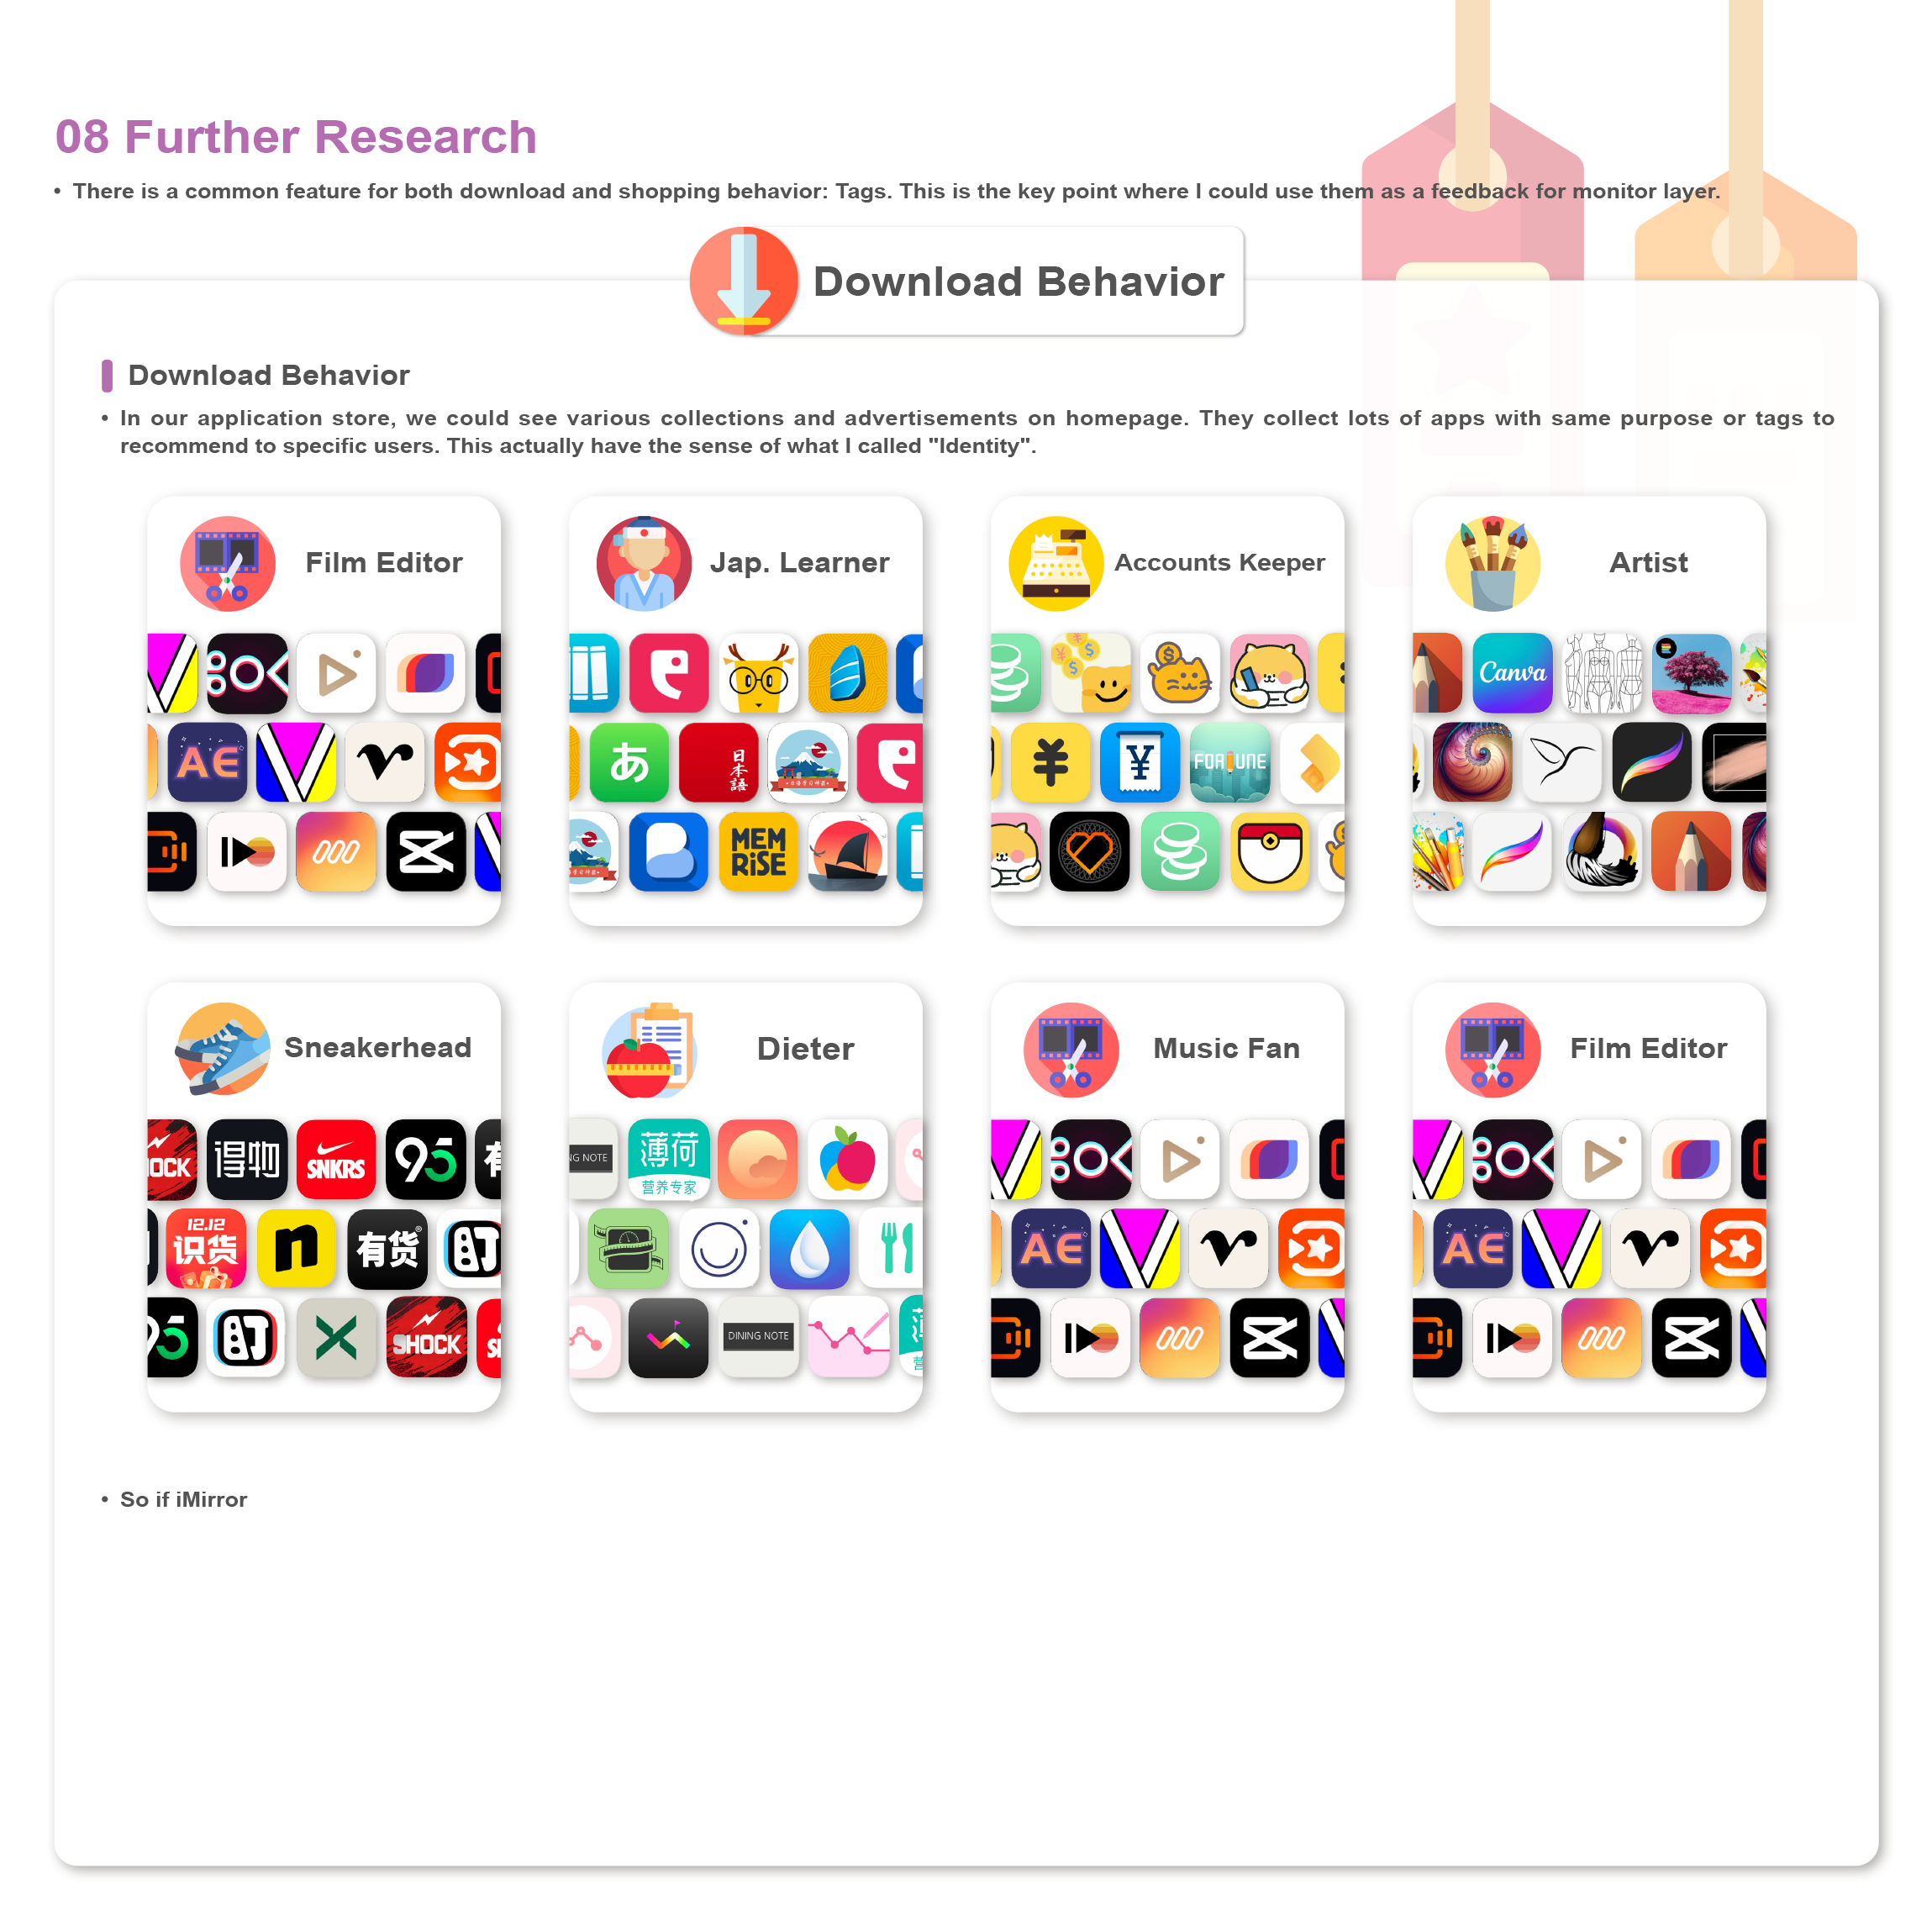 08 Further Research
• There is a common feature for both download and shopping behavior: Tags. This is the key point where I could use them as a feedback for monitor layer.
Download Behavior
Download Behavior
• In our application store, we could see various collections and advertisements on homepage. They collect lots of apps with same purpose or tags to
recommend to specific users. This actually have the sense of what I called "Identity".
Film Editor
Jap. Learner
Accounts Keeper
Artist
Canva
AE
あ
日本語
¥
¥
FORTUNE
MEM
RiSE
Sneakerhead
Dieter
Music Fan
Film Editor
HOCK
得物
SNKRS
95
有
NG NOTE
薄荷
营养专家
12.12
识货
n
有货
AE
AE
95
SHOCK
DINING NOTE
• So if iMirror